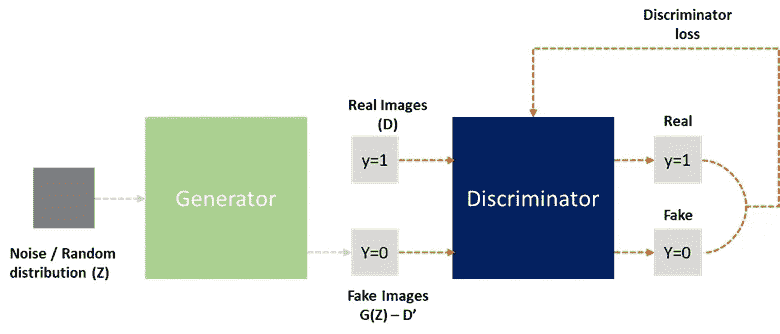 Discriminator
loss
Real Images
(D)
Real
y=1
y=1
Generator
Discriminator
Noise / Random
distribution (Z)
Fake
Y=0
Y=0
Fake Images
G(Z) – D’